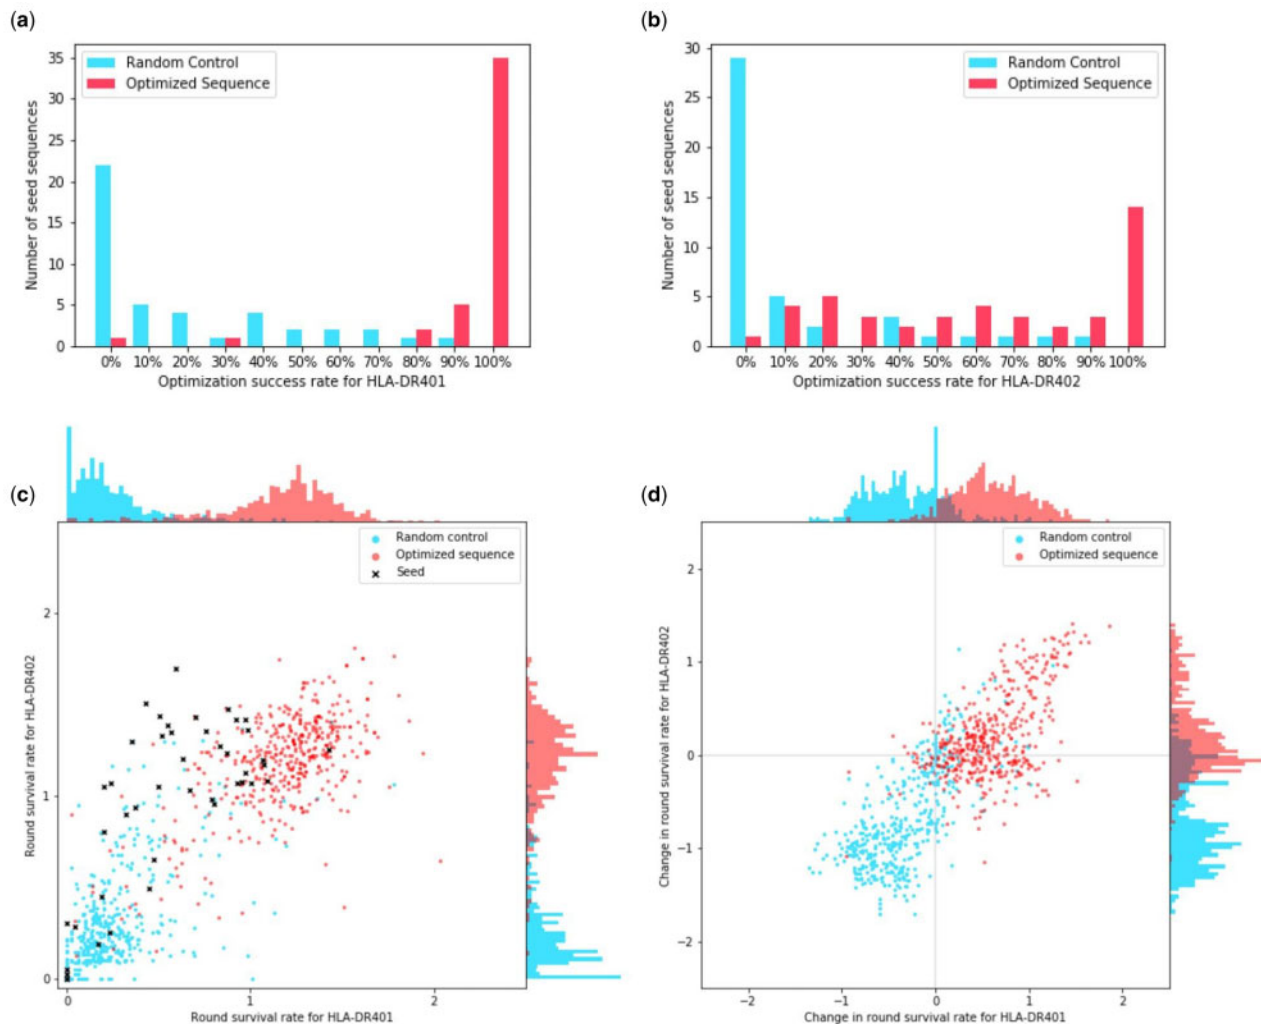 (a)
35
30
25
20
15
10
5
0
Number of seed sequences
Random Control
Optimized Sequence
0% 10% 20% 30% 40% 50% 60% 70% 80% 90% 100%
Optimization success rate for HLA-DR401
(b)
30
25
20
15
10
5
0
Number of seed sequences
Random Control
Optimized Sequence
0% 10% 20% 30% 40% 50% 60% 70% 80% 90% 100%
Optimization success rate for HLA-DR402
(c)
Random control
Optimized sequence
Seed
2
1
0
Round survival rate for HLA-DR402
0 1 2
Round survival rate for HLA-DR401
(d)
Random control
Optimized sequence
2
1
0
−1
−2
Change in round survival rate for HLA-DR402
−2 −1 0 1 2
Change in round survival rate for HLA-DR401